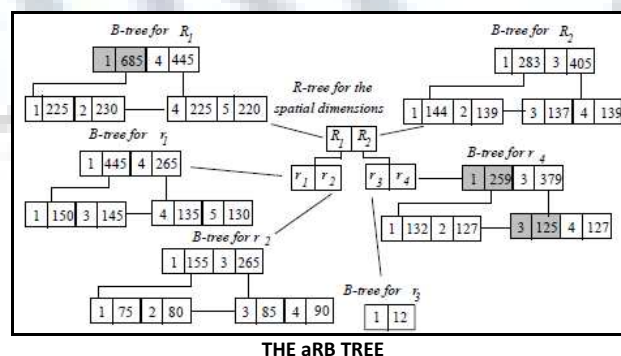 B-tree for R1
1 685 4 445
1 225 2 230
4 225 5 220
B-tree for R2
1 283 3 405
1 144 2 139
3 137 4 139
R-tree for the
spatial dimensions
R1 R2
r1 r2
r3 r4
B-tree for r1
1 445 4 265
1 150 3 145
4 135 5 130
B-tree for r4
1 259 3 379
1 132 2 127
3 125 4 127
B-tree for r2
1 155 3 265
1 75 2 80
3 85 4 90
B-tree for r3
1 12
THE aRB TREE